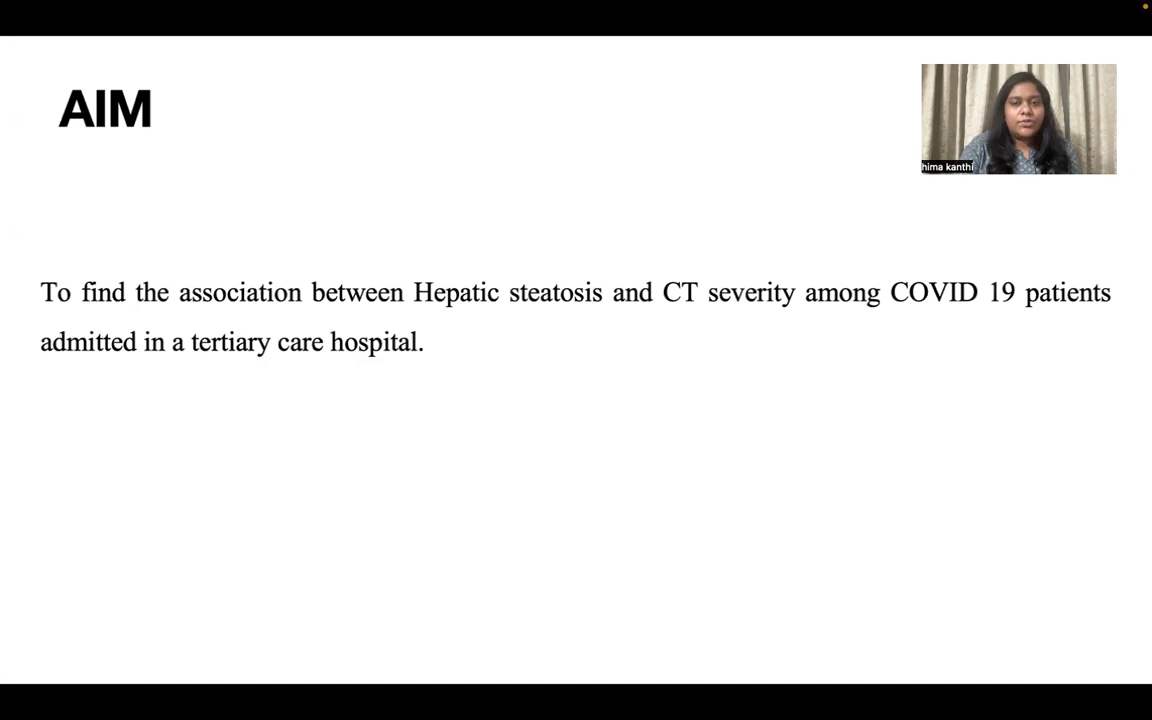 AIM
hima kanthi
To find the association between Hepatic steatosis and CT severity among COVID 19 patients
admitted in a tertiary care hospital.